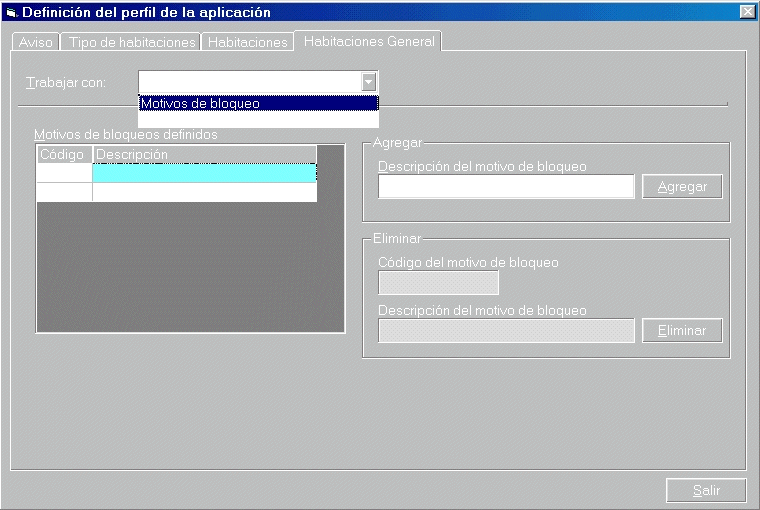 Definición del perfil de la aplicación
Aviso Tipo de habitaciones Habitaciones Habitaciones General
Trabajar con:
Motivos de bloqueo
Motivos de bloqueos definidos
Código Descripción
Agregar
Descripción del motivo de bloqueo
Agregar
Eliminar
Código del motivo de bloqueo
Descripción del motivo de bloqueo
Eliminar
Salir